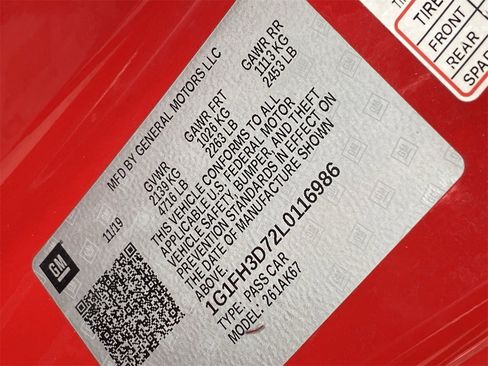 MFD BY GENERAL MOTORS LLC
11/19
GVWR
2139 KG
4716 LB
GAWR FRT
1026 KG
2263 LB
GAWR RR
1113 KG
2453 LB
THIS VEHICLE CONFORMS TO ALL
APPLICABLE U.S. FEDERAL MOTOR
VEHICLE SAFETY, BUMPER, AND THEFT
PREVENTION STANDARDS IN EFFECT ON
THE DATE OF MANUFACTURE SHOWN
ABOVE.
1G1FH3D72L0116986
TYPE: PASS CAR
MODEL: 261AK67
GM
TIRE
FRONT
REAR